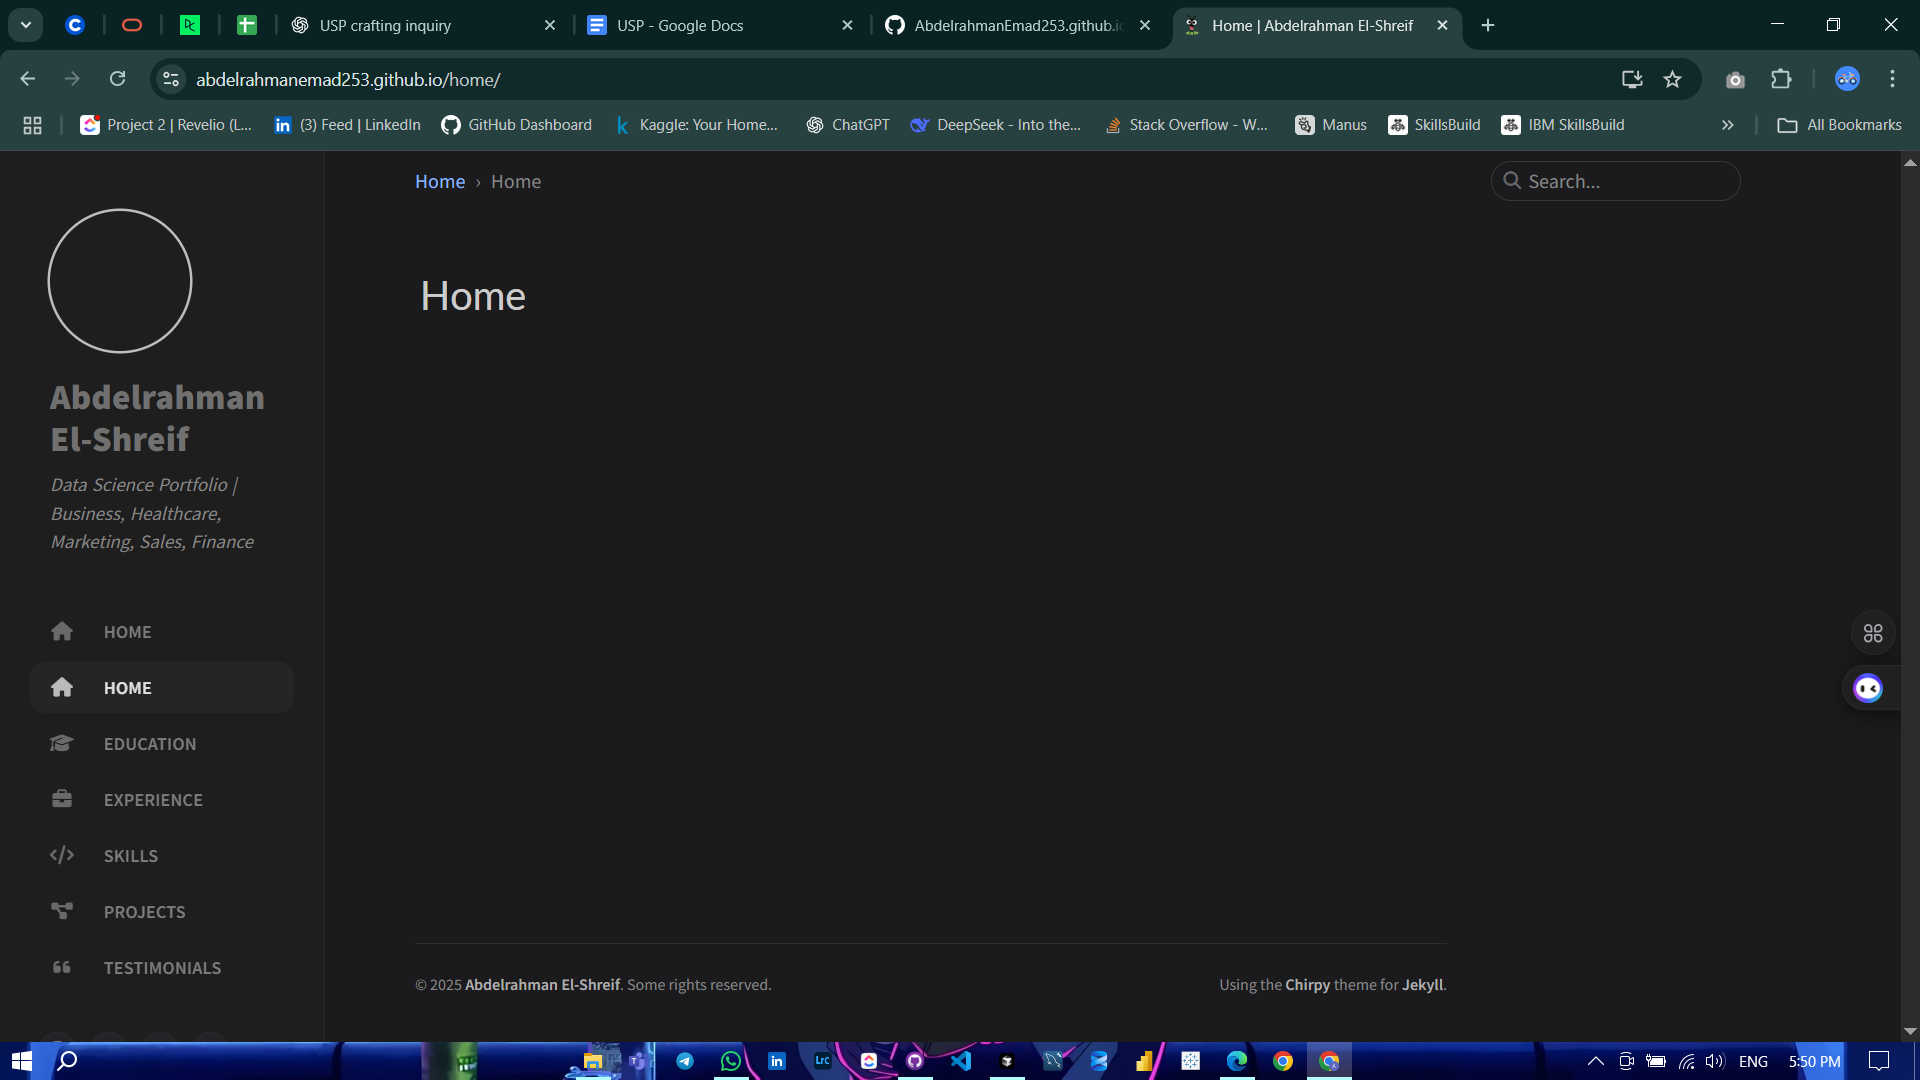 USP crafting inquiry
USP - Google Docs
AbdelrahmanEmad253.github.io
Home | Abdelrahman El-Shreif
abdelrahmanemad253.github.io/home/
Project 2 | Revelio (L...
(3) Feed | LinkedIn
GitHub Dashboard
Kaggle: Your Home...
ChatGPT
DeepSeek - Into the...
Stack Overflow - W...
Manus
SkillsBuild
IBM SkillsBuild
All Bookmarks
Home › Home
Search...
Abdelrahman
El-Shreif
Data Science Portfolio |
Business, Healthcare,
Marketing, Sales, Finance
HOME
HOME
EDUCATION
EXPERIENCE
SKILLS
PROJECTS
TESTIMONIALS
Home
© 2025 Abdelrahman El-Shreif. Some rights reserved.
Using the Chirpy theme for Jekyll.
Lrc
ENG
5:50 PM